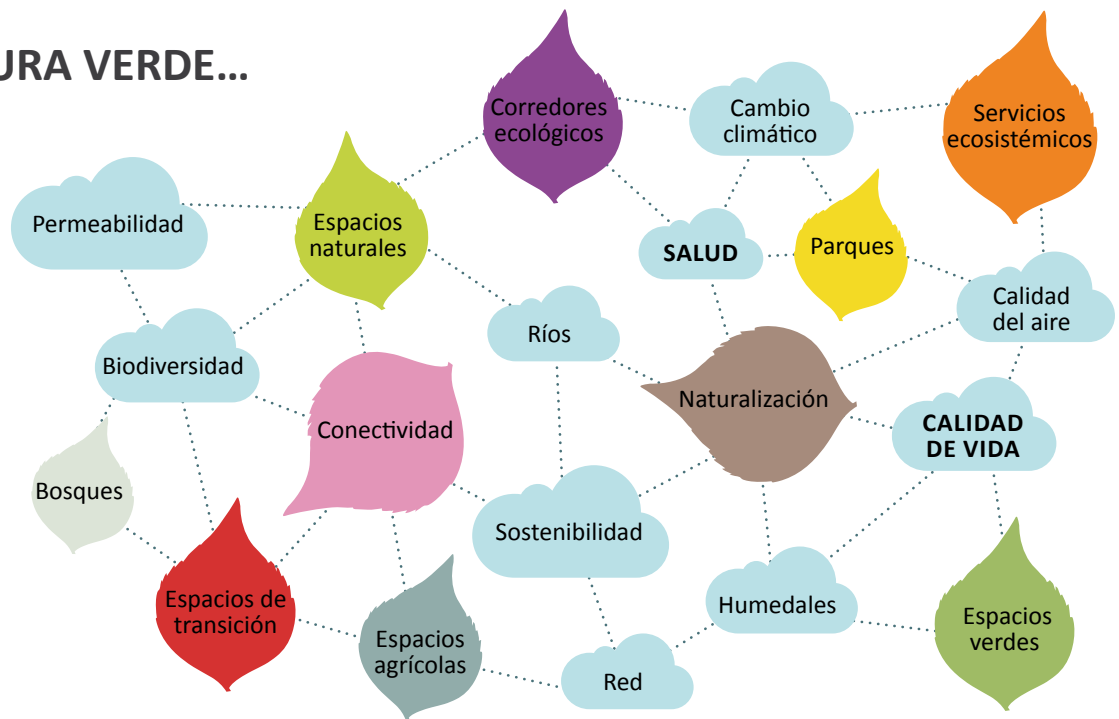 URA VERDE...
Corredores
ecológicos
Cambio
climático
Servicios
ecosistémicos
Permeabilidad
Espacios
naturales
SALUD
Parques
Calidad
del aire
Ríos
Biodiversidad
Naturalización
Conectividad
CALIDAD
DE VIDA
Bosques
Sostenibilidad
Espacios de
transición
Humedales
Espacios
verdes
Espacios
agrícolas
Red